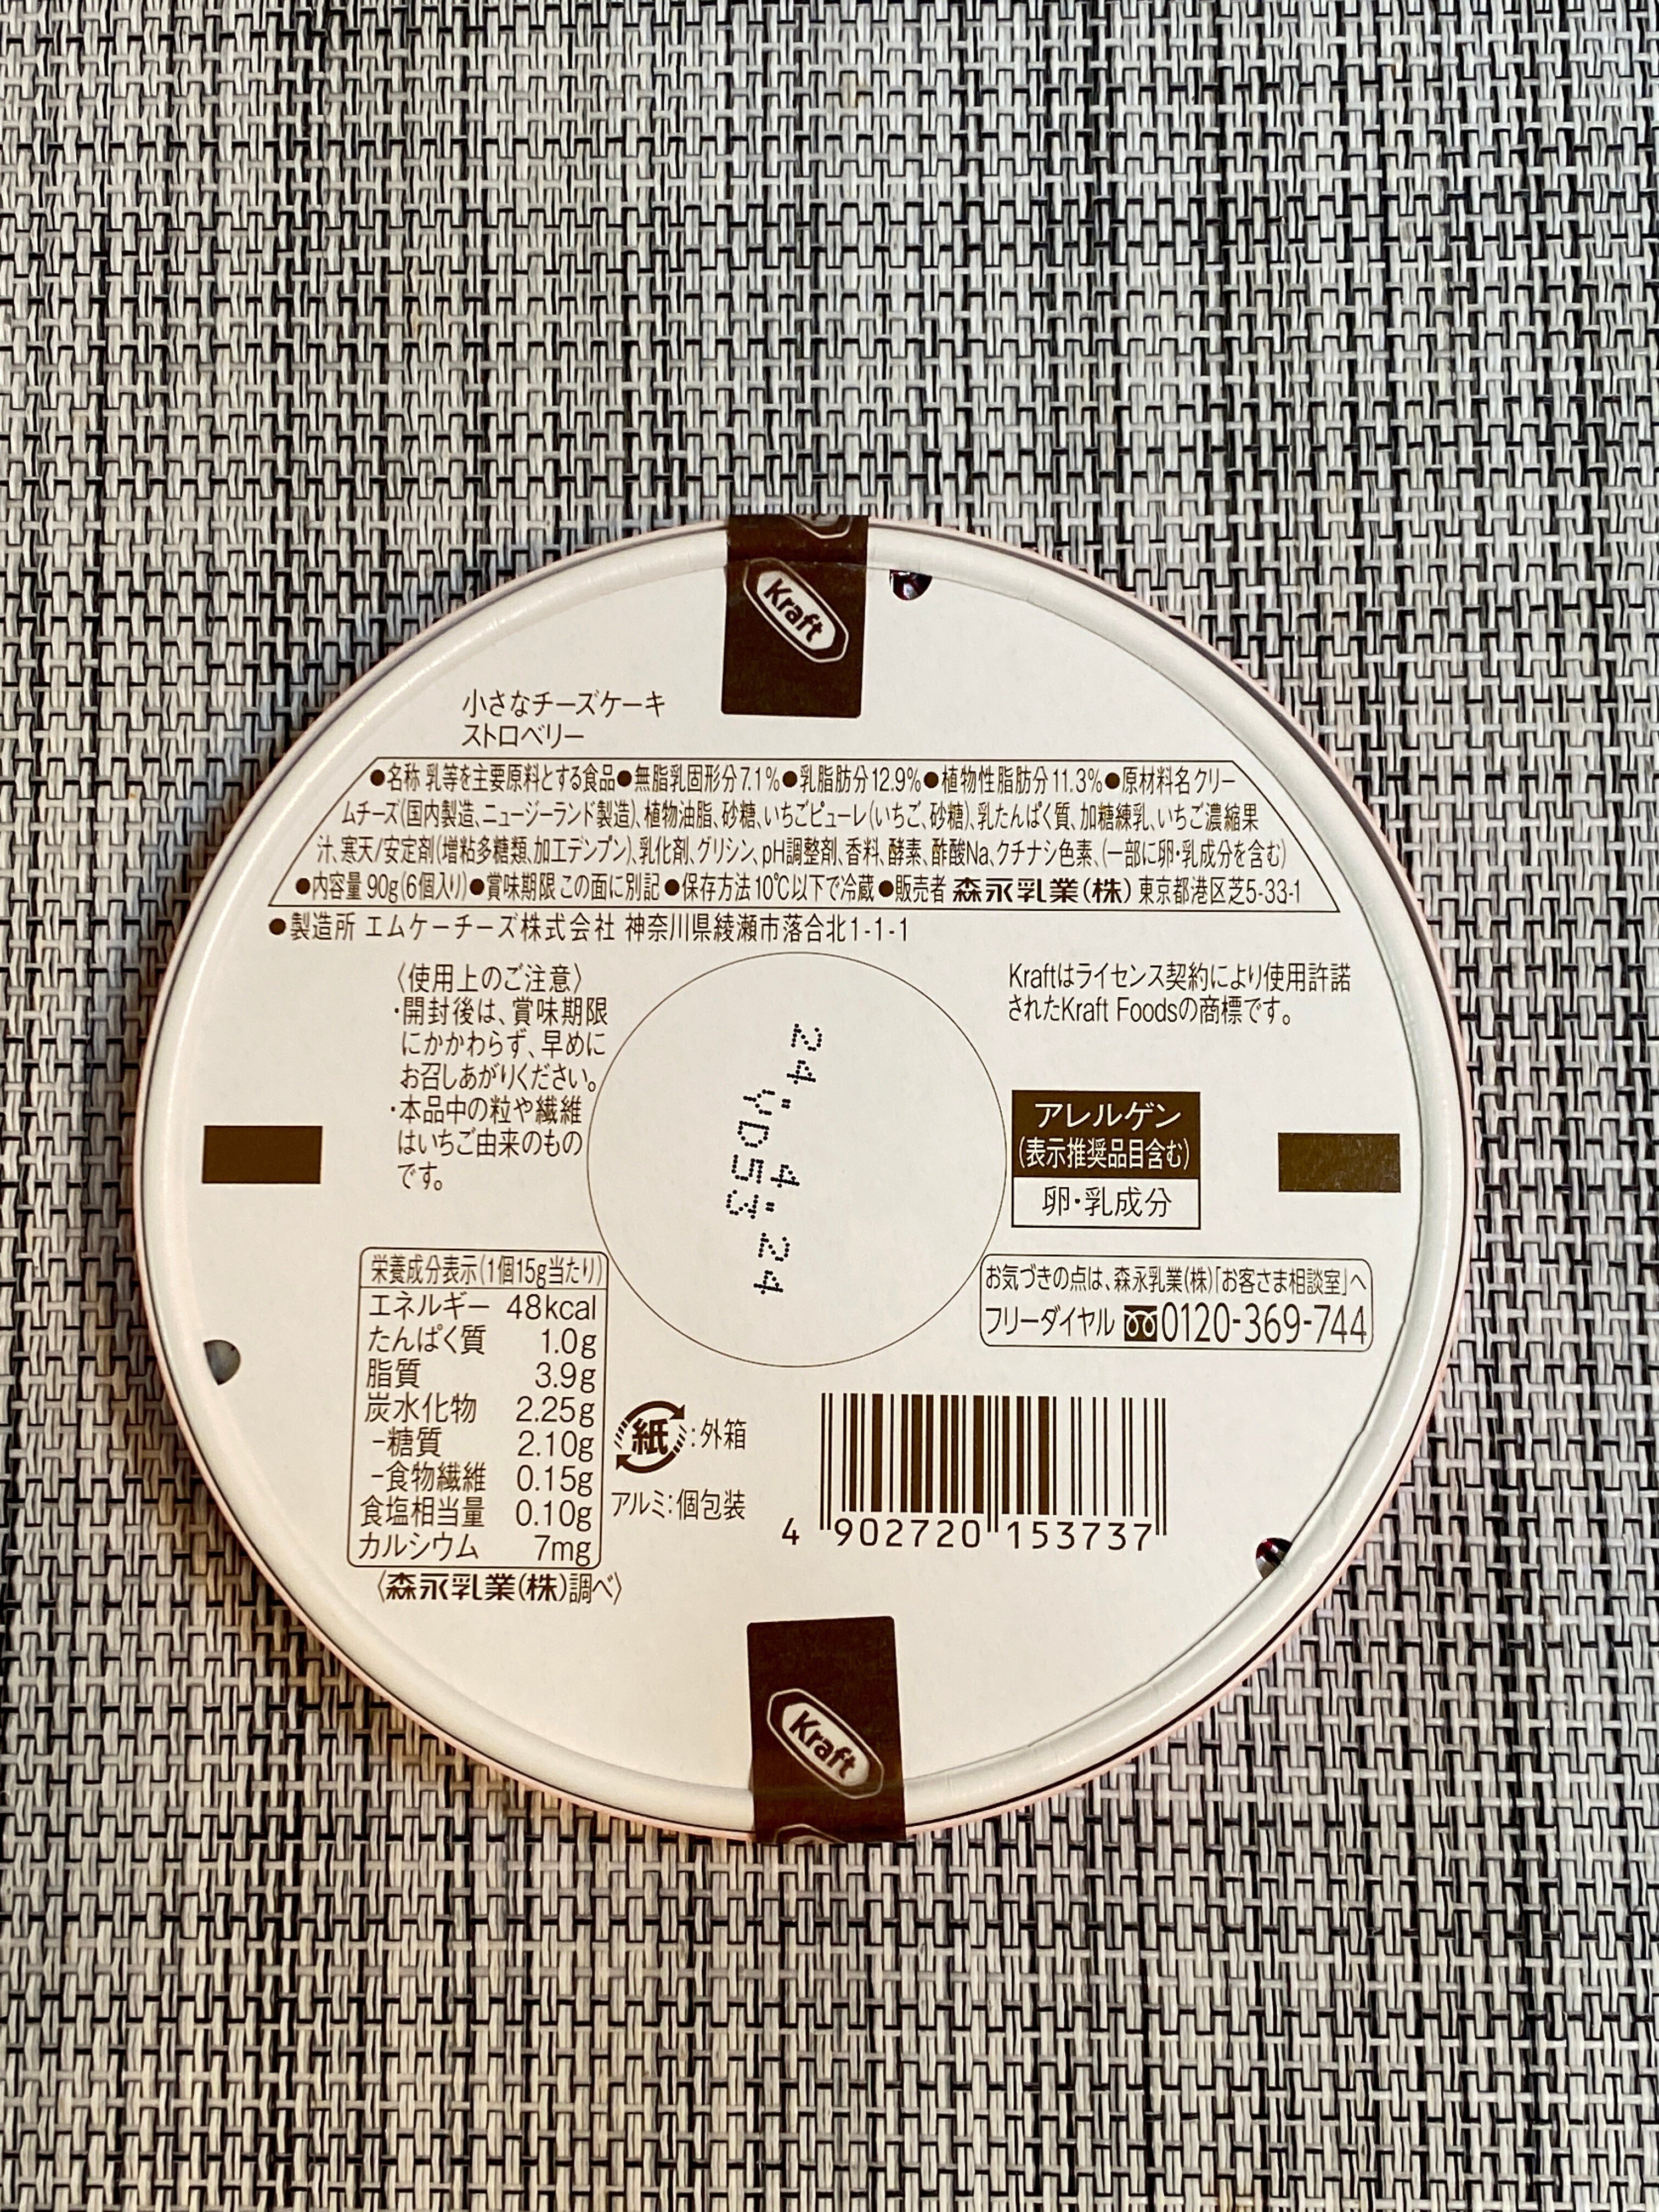 Kraft
小さなチーズケーキ
ストロベリー
●名称 乳等を主要原料とする食品●無脂乳固形分7.1%●乳脂肪分12.9%●植物性脂肪分11.3%●原材料名クリー
ムチーズ(国内製造、ニュージーランド製造)、植物油脂、砂糖、いちごピューレ(いちご、砂糖)、乳たんぱく質、加糖練乳、いちご濃縮果
汁、寒天/安定剤(増粘多糖類、加工デンプン)、乳化剤、グリシン、pH調整剤、香料、酵素、酢酸Na、クチナシ色素、(一部に卵・乳成分を含む)
●内容量 90g(6個入り)●賞味期限 この面に別記 ●保存方法 10℃以下で冷蔵 ●販売者 森永乳業(株) 東京都港区芝5-33-1
●製造所 エムケーチーズ株式会社 神奈川県綾瀬市落合北1-1-1
〈使用上のご注意〉
・開封後は、賞味期限
にかかわらず、早めに
お召しあがりください。
・本品中の粒や繊維
はいちご由来のもの
です。
24. 4.24
YD53
Kraftはライセンス契約により使用許諾
されたKraft Foodsの商標です。
アレルゲン
(表示推奨品目含む)
卵・乳成分
お気づきの点は、森永乳業(株)「お客さま相談室」へ
フリーダイヤル 0120-369-744
栄養成分表示(1個15g当たり)
エネルギー 48kcal
たんぱく質 1.0g
脂質 3.9g
炭水化物 2.25g
-糖質 2.10g
-食物繊維 0.15g
食塩相当量 0.10g
カルシウム 7mg
〈森永乳業(株)調べ〉
紙:外箱
アルミ:個包装
4 902720 153737
Kraft